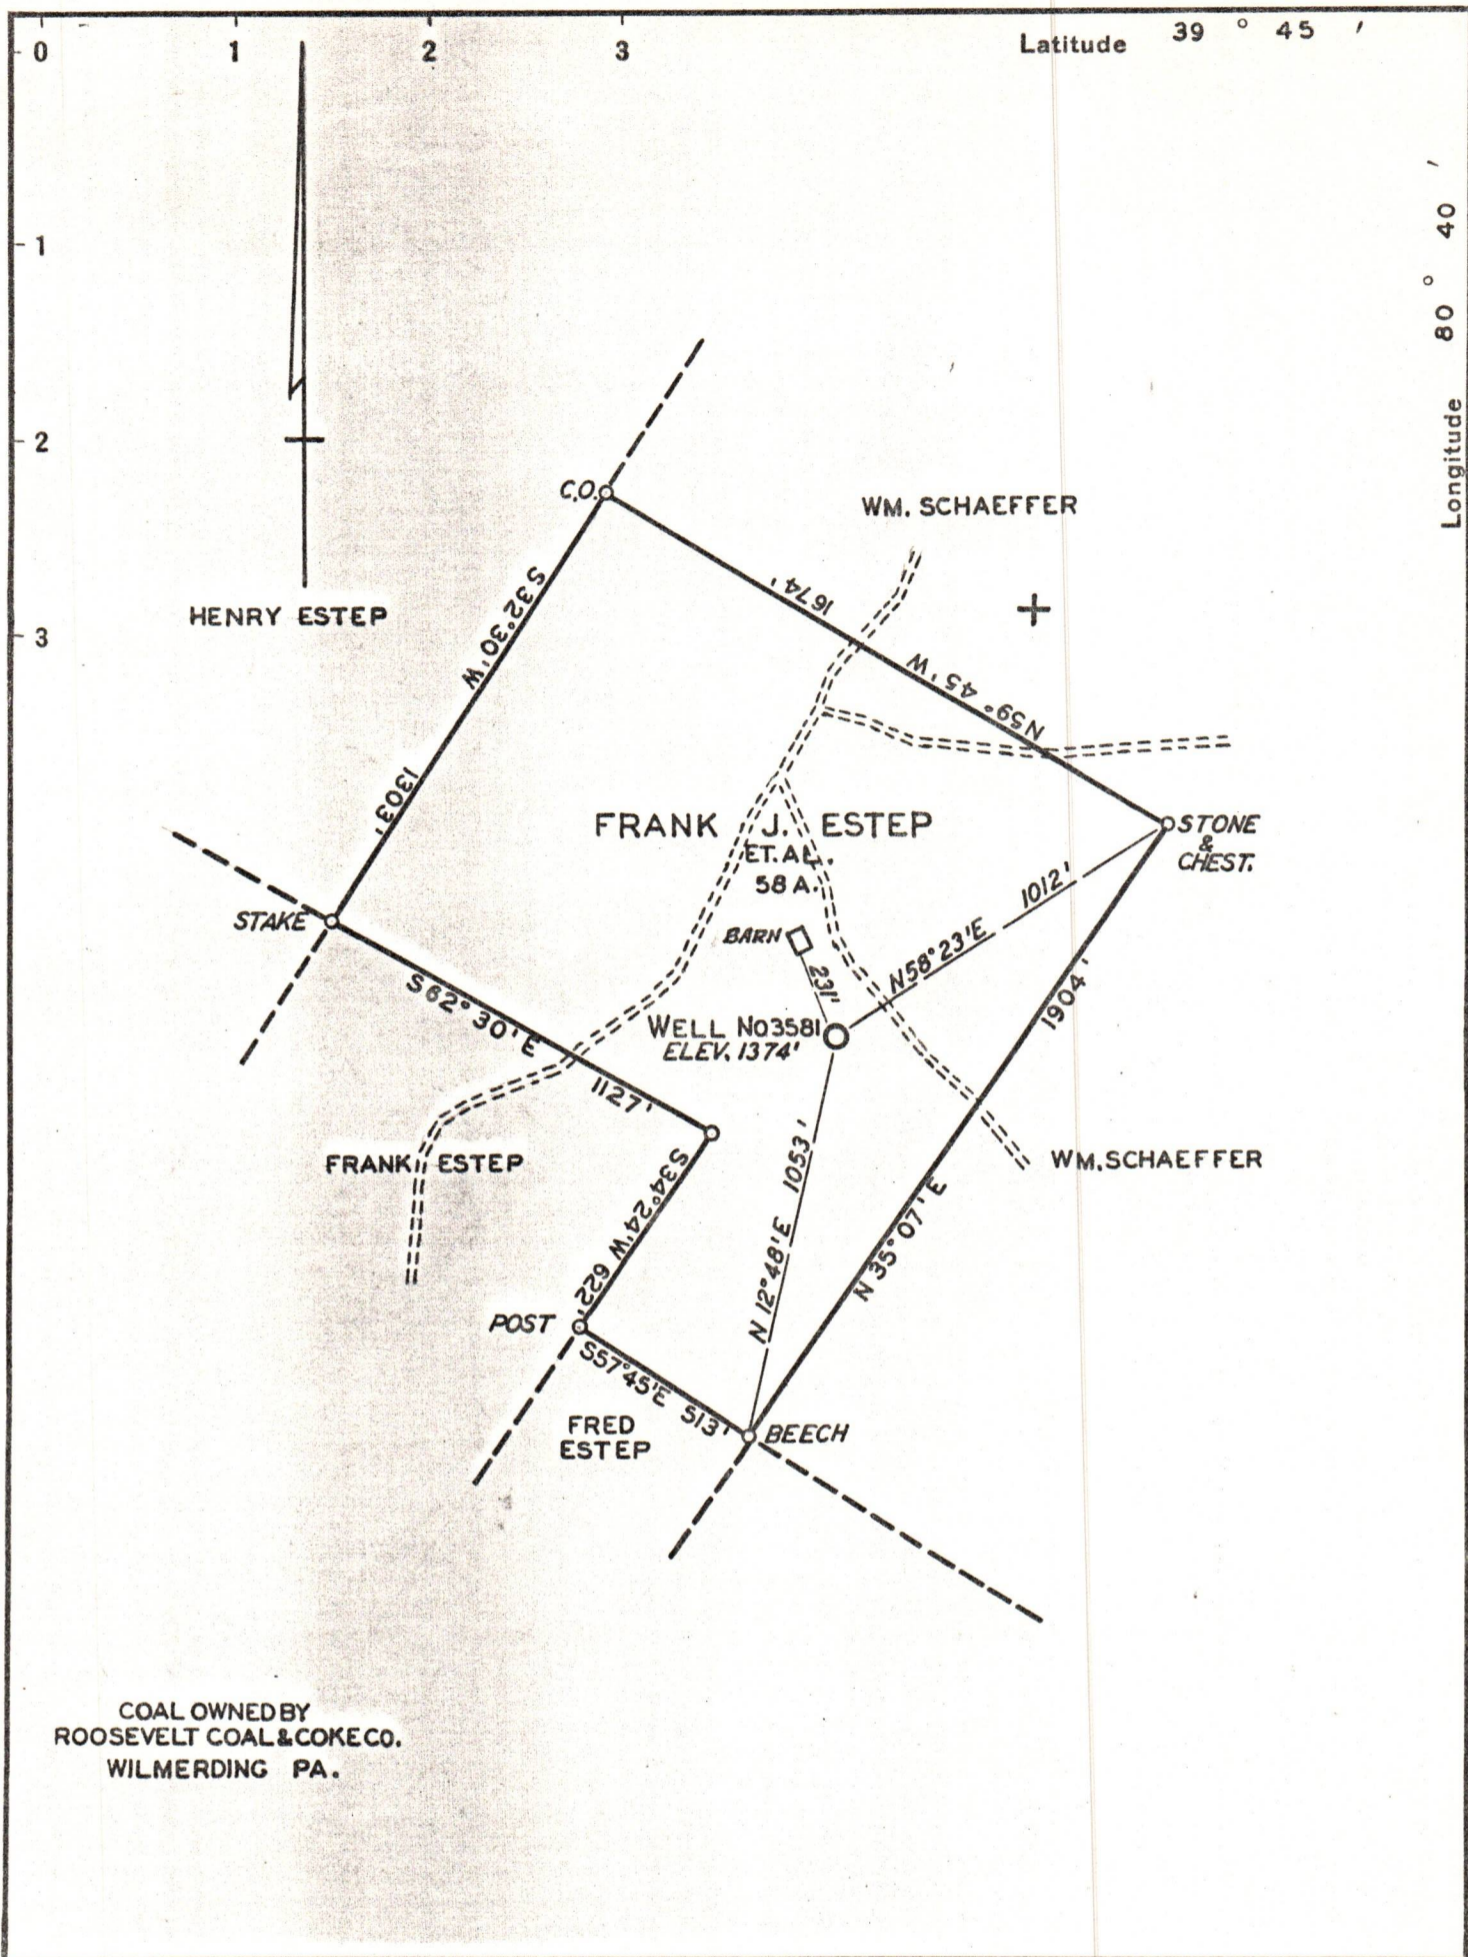 0 1 2 3 Latitude 39 ° 45 '
Longitude 80 ° 40 '
1
2
3
C.O.
WM. SCHAEFFER
HENRY ESTEP
S 32° 30' W
1303'
1674'
N59° 45' W
FRANK J. ESTEP
ET. AL.
58 A.
STONE
&
CHEST.
STAKE
BARN
231'
N58°23'E 1012'
S62° 30' E
1127'
WELL No3581
ELEV. 1374'
1904'
N 35° 07' E
FRANK ESTEP
WM. SCHAEFFER
S34°24'W 622'
N 12° 48' E 1053'
POST
S57°45'E 513'
BEECH
FRED
ESTEP
COAL OWNED BY
ROOSEVELT COAL & COKE CO.
WILMERDING PA.